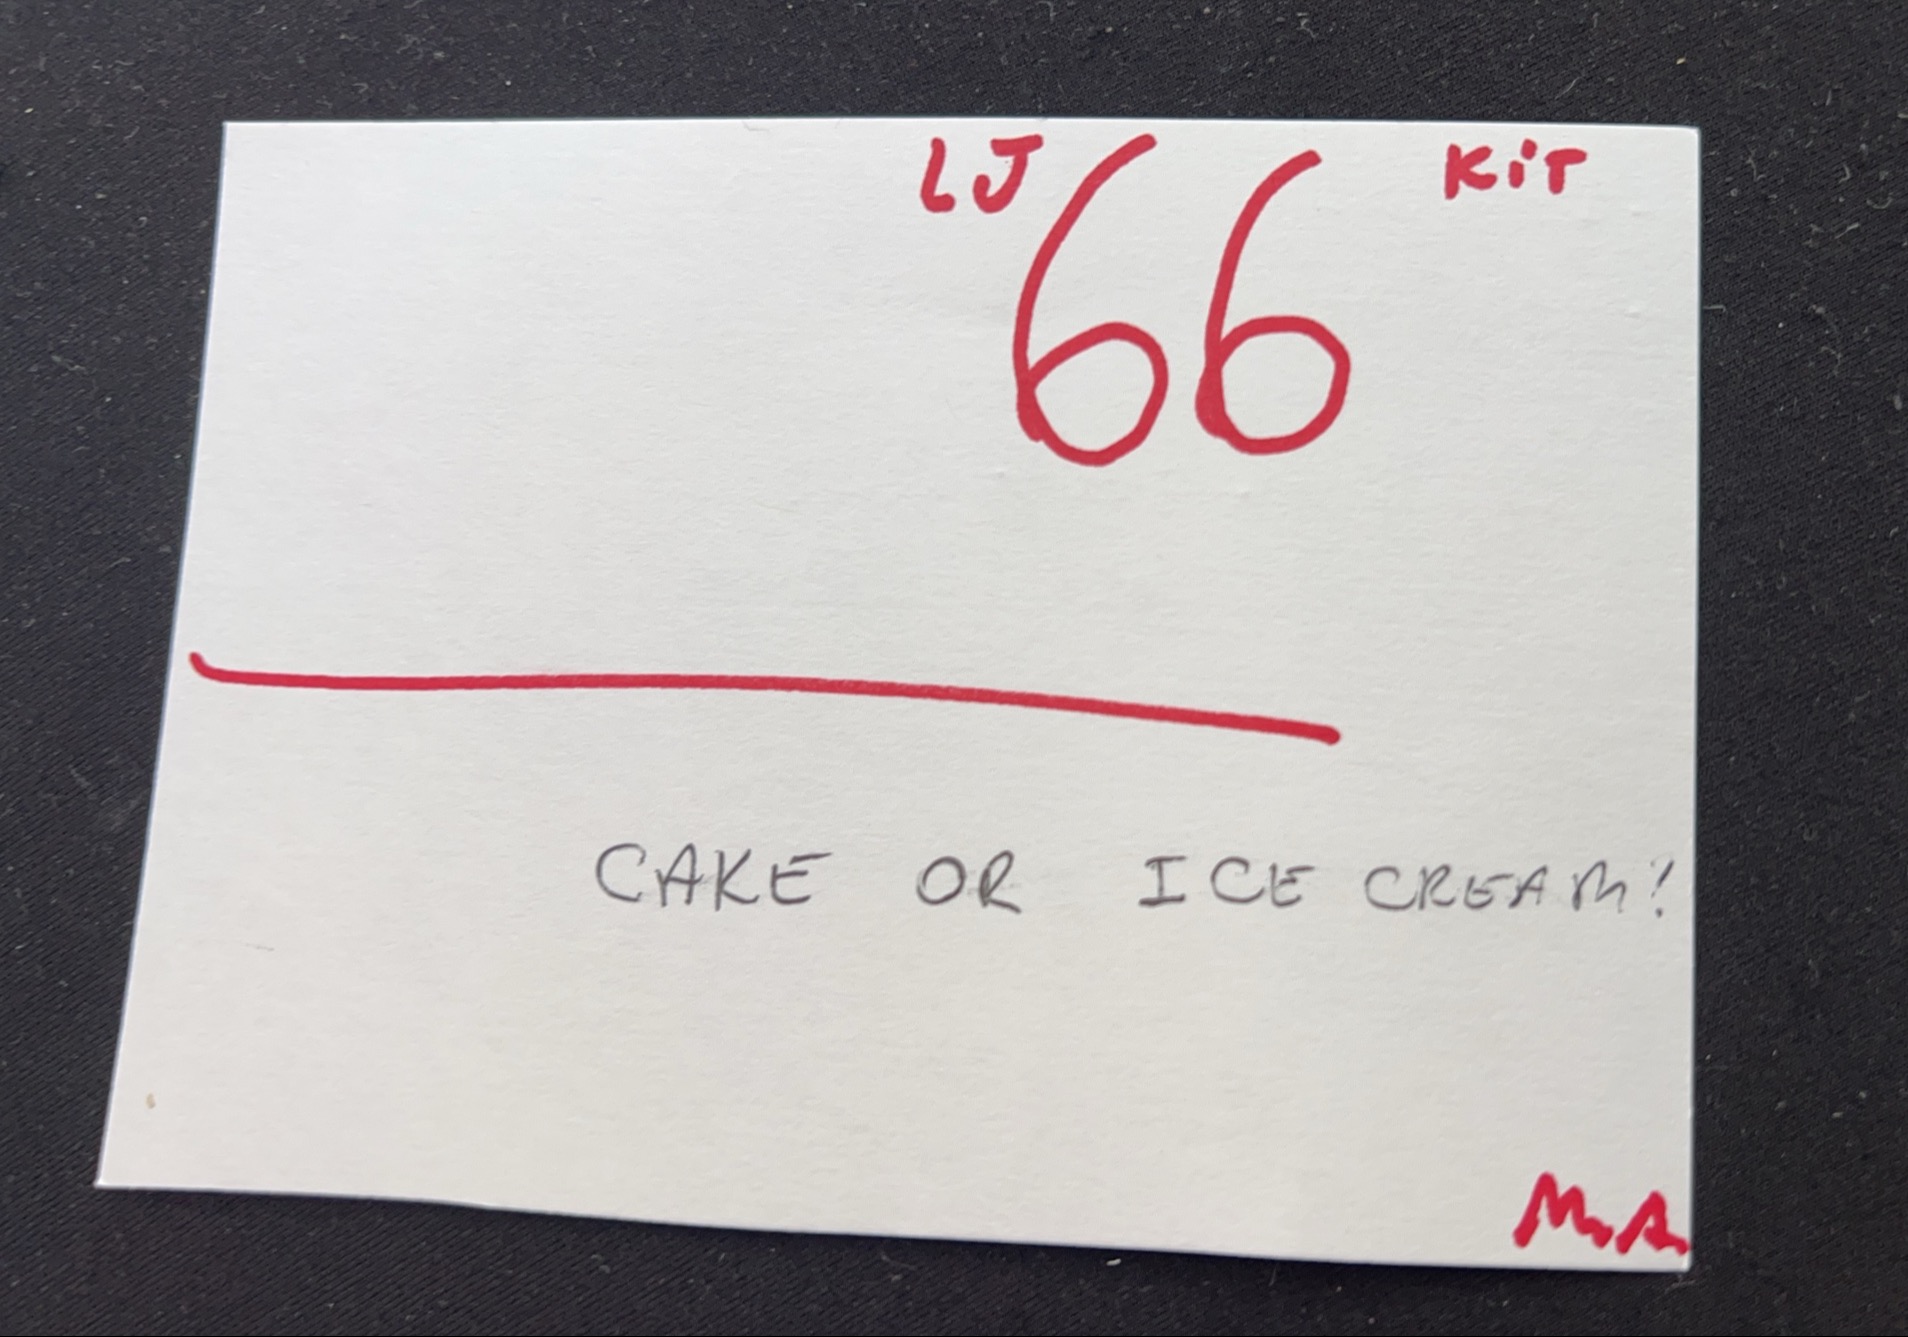 LJ 66 KiT
CAKE OR ICE CREAM?
M.A.